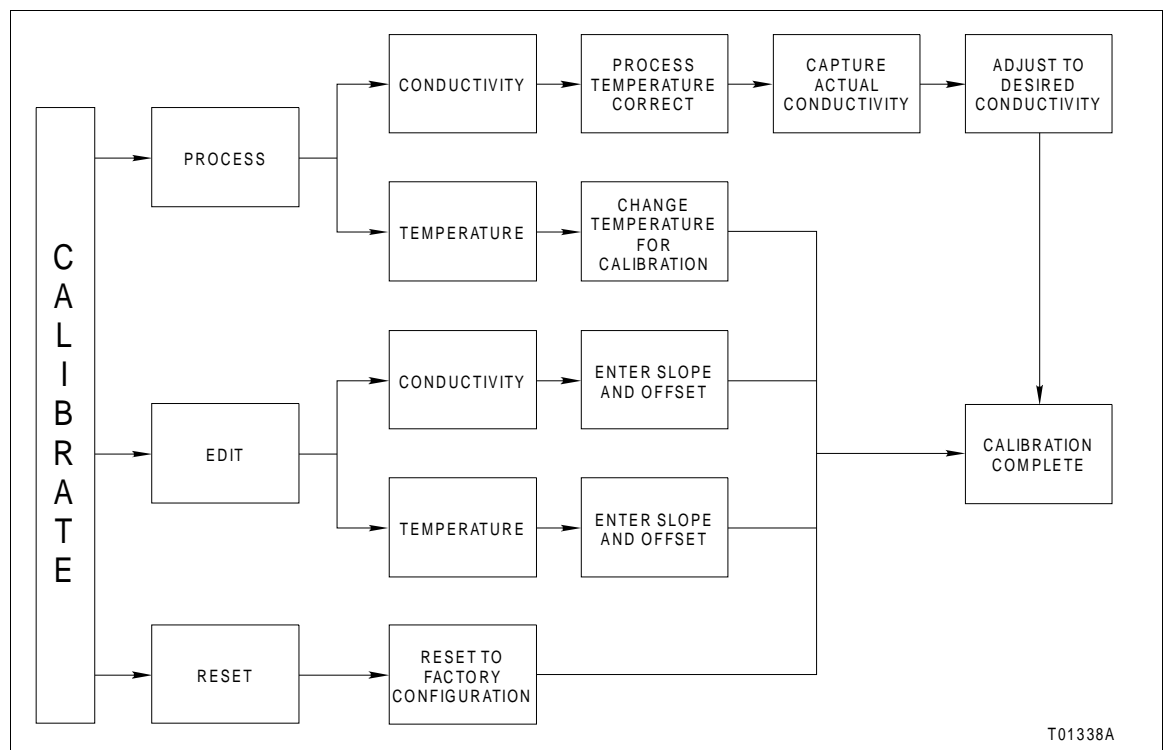 CALIBRATE
PROCESS
CONDUCTIVITY
PROCESS
TEMPERATURE
CORRECT
CAPTURE
ACTUAL
CONDUCTIVITY
ADJUST TO
DESIRED
CONDUCTIVITY
TEMPERATURE
CHANGE
TEMPERATURE
FOR
CALIBRATION
EDIT
CONDUCTIVITY
ENTER SLOPE
AND OFFSET
TEMPERATURE
ENTER SLOPE
AND OFFSET
CALIBRATION
COMPLETE
RESET
RESET TO
FACTORY
CONFIGURATION
T01338A